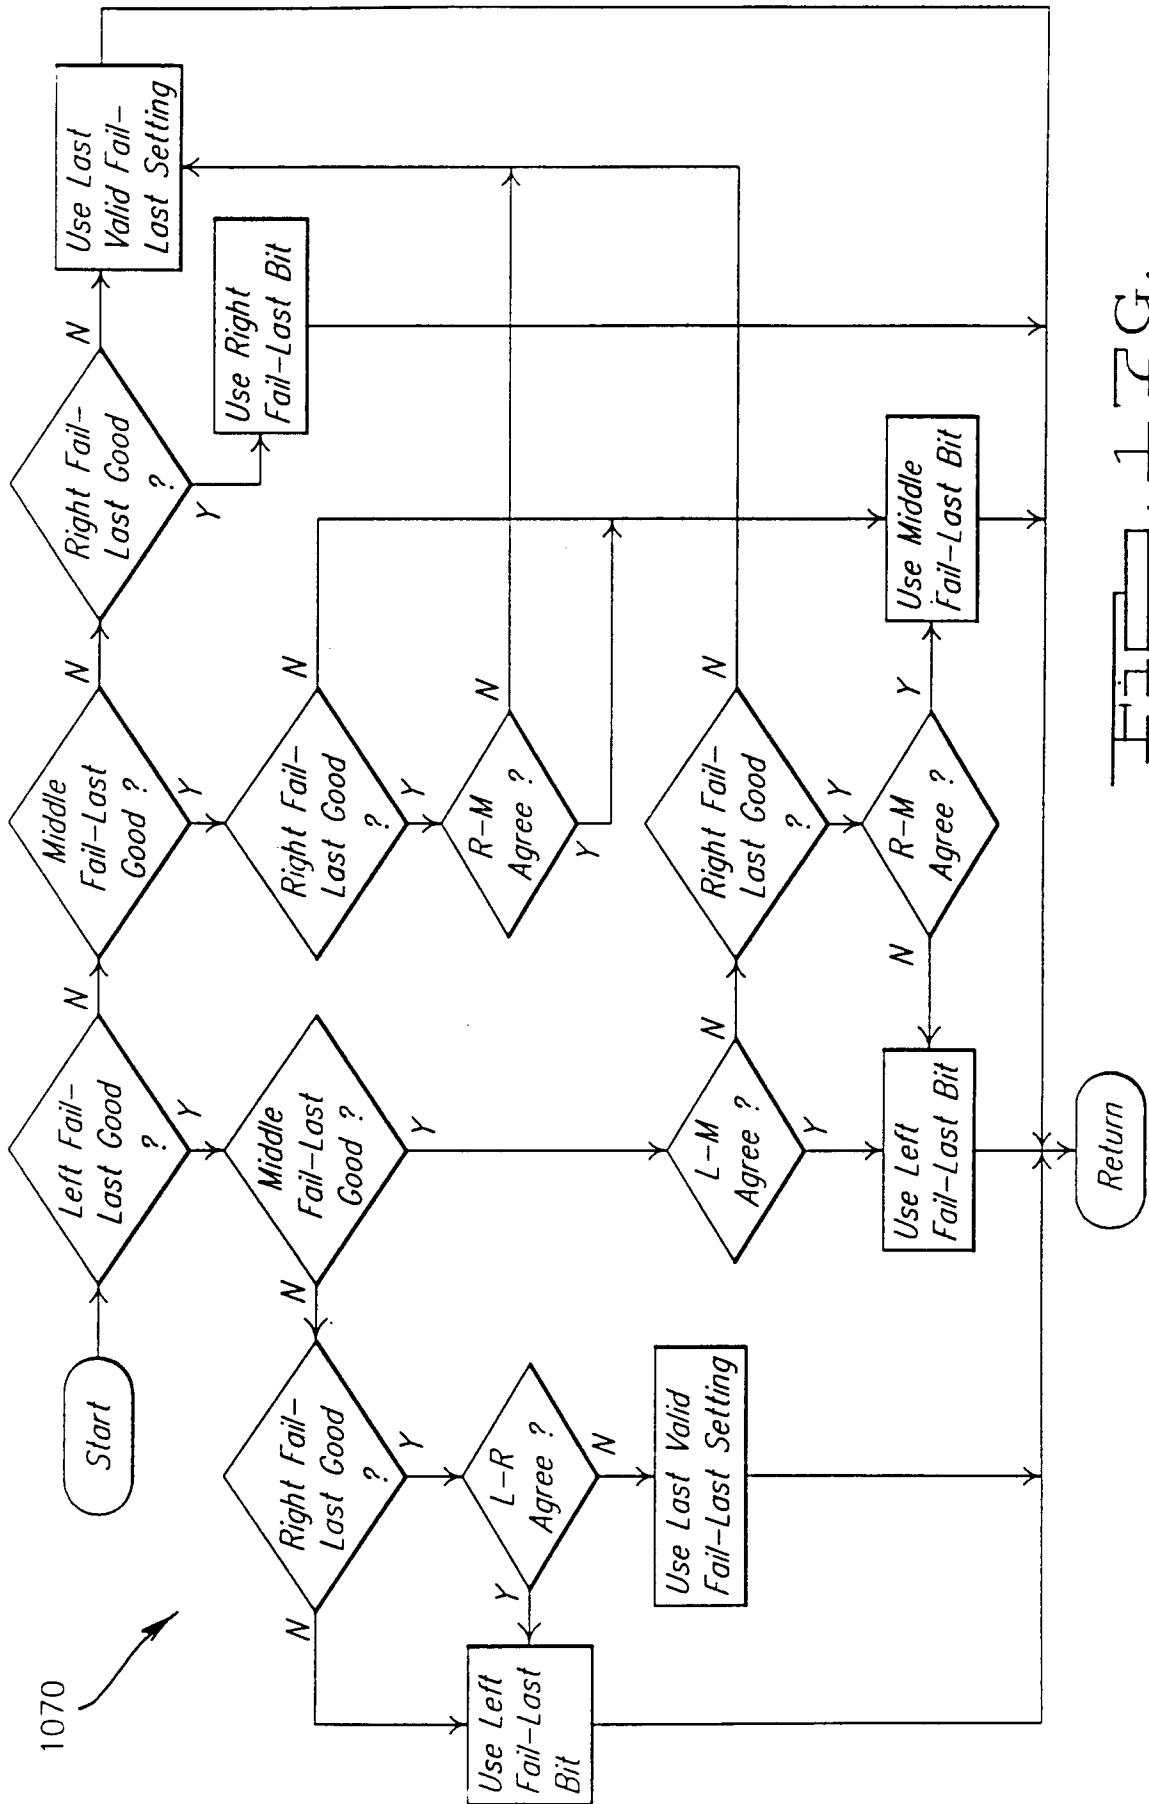 1070
Start
Left Fail-
Last Good
?
N
Y
Middle
Fail-Last
Good ?
N
Y
Right Fail-
Last Good
?
N
Y
Use Last
Valid Fail-
Last Setting
Use Right
Fail-Last Bit
Middle
Fail-Last
Good ?
N
Y
Right Fail-
Last Good
?
N
Y
R-M
Agree ?
N
Y
Right Fail-
Last Good
?
N
Y
L-R
Agree ?
Y
N
Use Left
Fail-Last
Bit
Use Last Valid
Fail-Last Setting
L-M
Agree ?
N
Y
Right Fail-
Last Good
?
N
Y
R-M
Agree ?
N
Y
Use Left
Fail-Last Bit
Use Middle
Fail-Last Bit
Return
Fig. 17G.